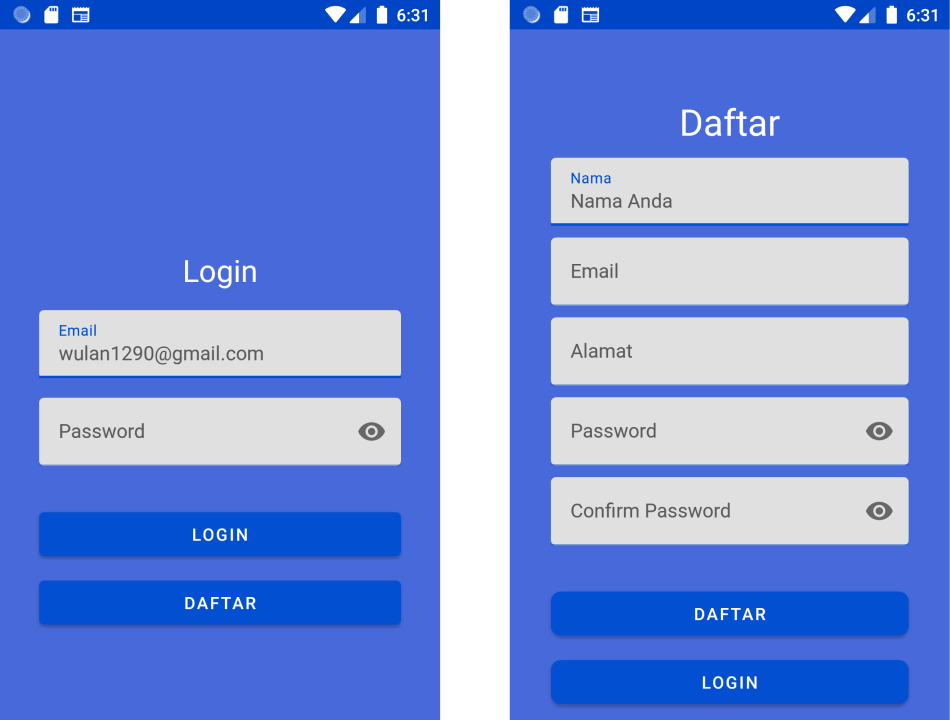 6:31
Login
Email
wulan1290@gmail.com
Password
LOGIN
DAFTAR
6:31
Daftar
Nama
Nama Anda
Email
Alamat
Password
Confirm Password
DAFTAR
LOGIN